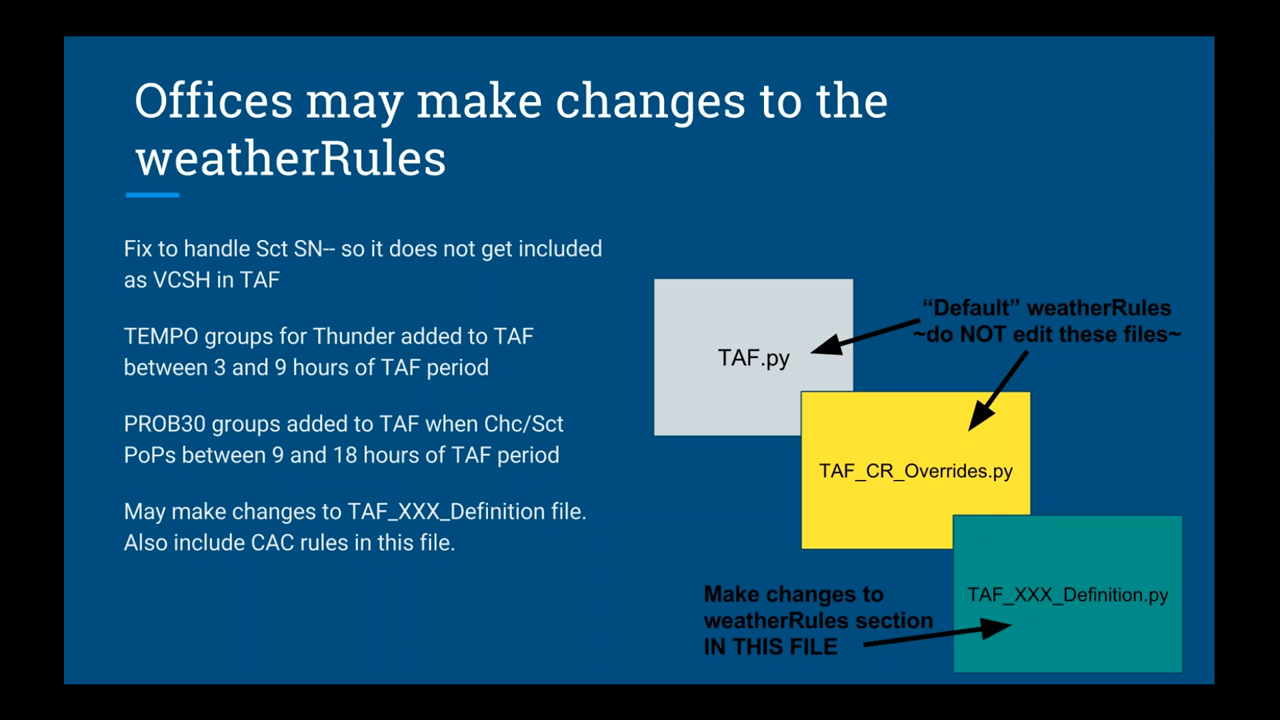 Offices may make changes to the
weatherRules
Fix to handle Sct SN-- so it does not get included
as VCSH in TAF
TEMPO groups for Thunder added to TAF
between 3 and 9 hours of TAF period
PROB30 groups added to TAF when Chc/Sct
PoPs between 9 and 18 hours of TAF period
May make changes to TAF_XXX_Definition file.
Also include CAC rules in this file.
“Default” weatherRules
~do NOT edit these files~
TAF.py
TAF_CR_Overrides.py
TAF_XXX_Definition.py
Make changes to
weatherRules section
IN THIS FILE